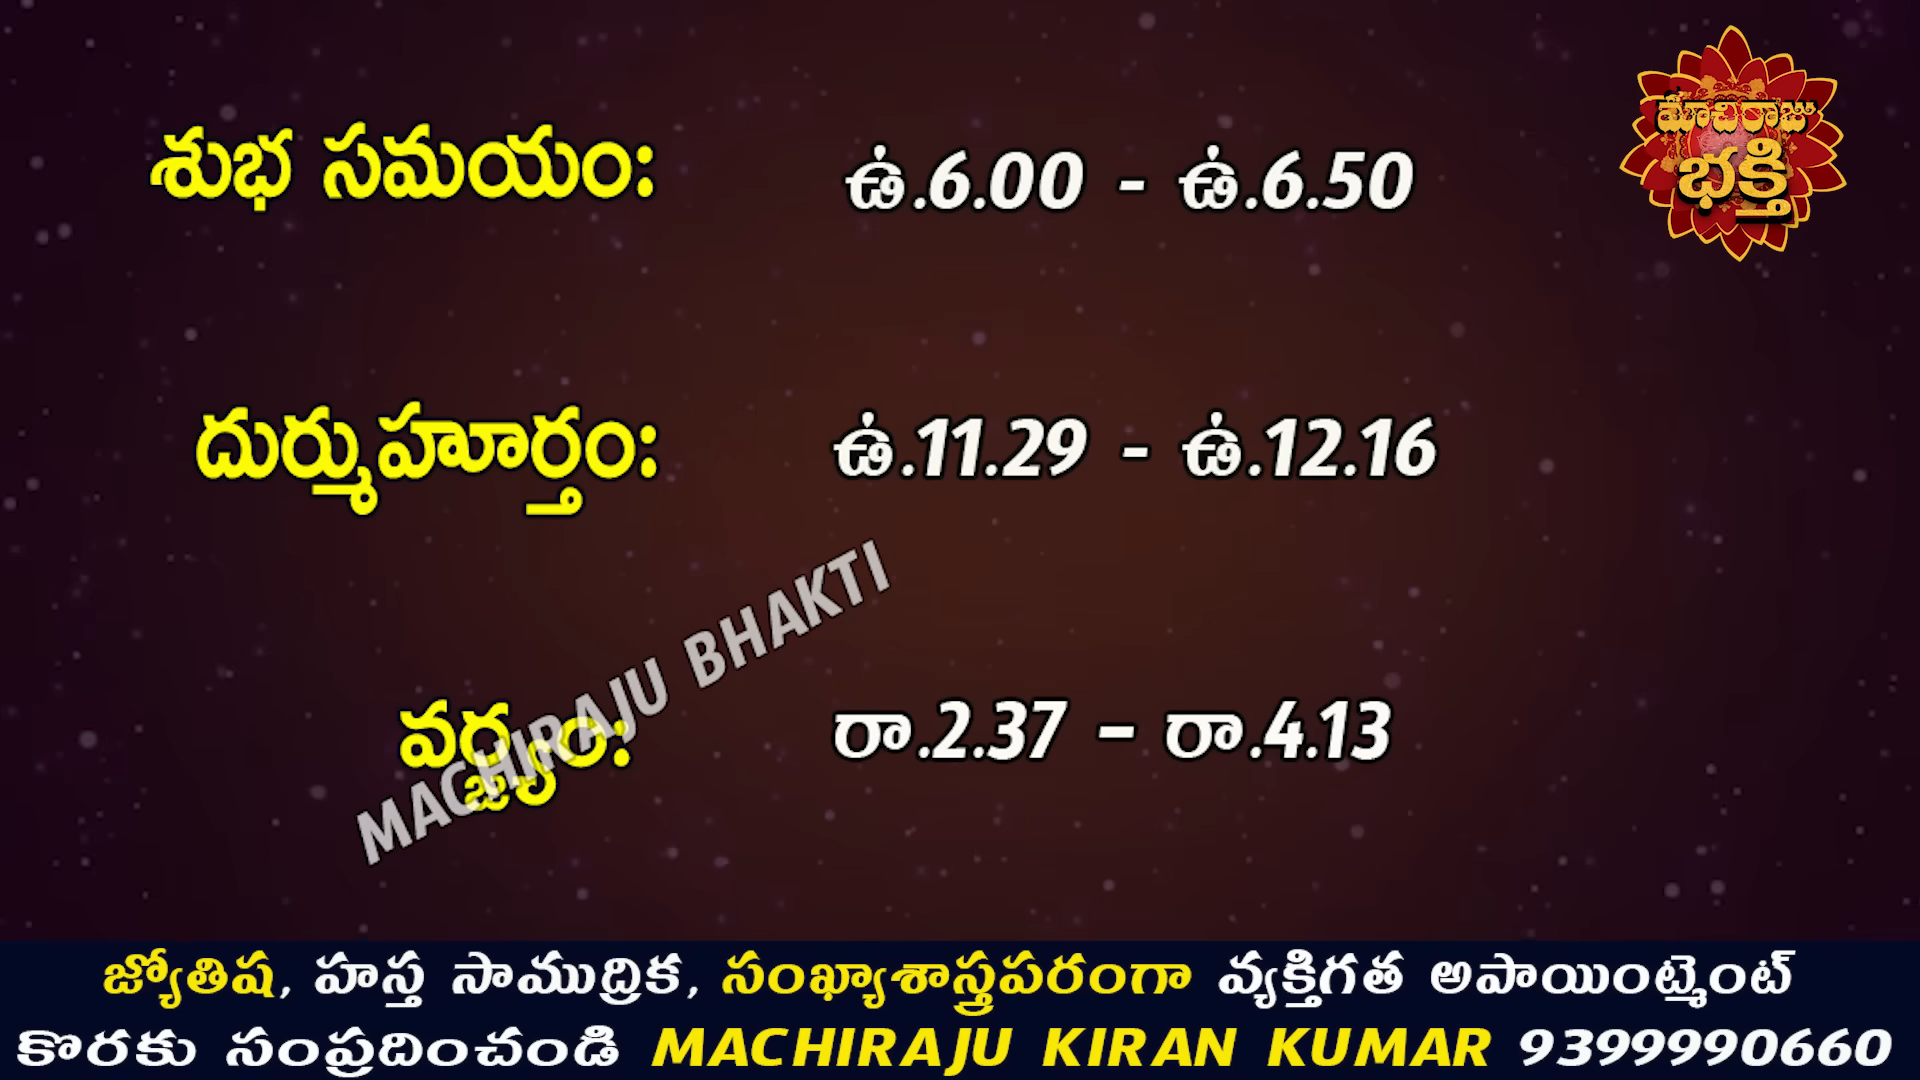 మాచిరాజు
భక్తి
శుభ సమయం: ఉ.6.00 - ఉ.6.50
దుర్ముహూర్తం: ఉ.11.29 - ఉ.12.16
వర్జ్యం: రా.2.37 – రా.4.13
MACHIRAJU BHAKTI
జ్యోతిష, హస్త సాముద్రిక, సంఖ్యాశాస్త్రపరంగా వ్యక్తిగత అపాయింట్మెంట్
కొరకు సంప్రదించండి MACHIRAJU KIRAN KUMAR 9399990660